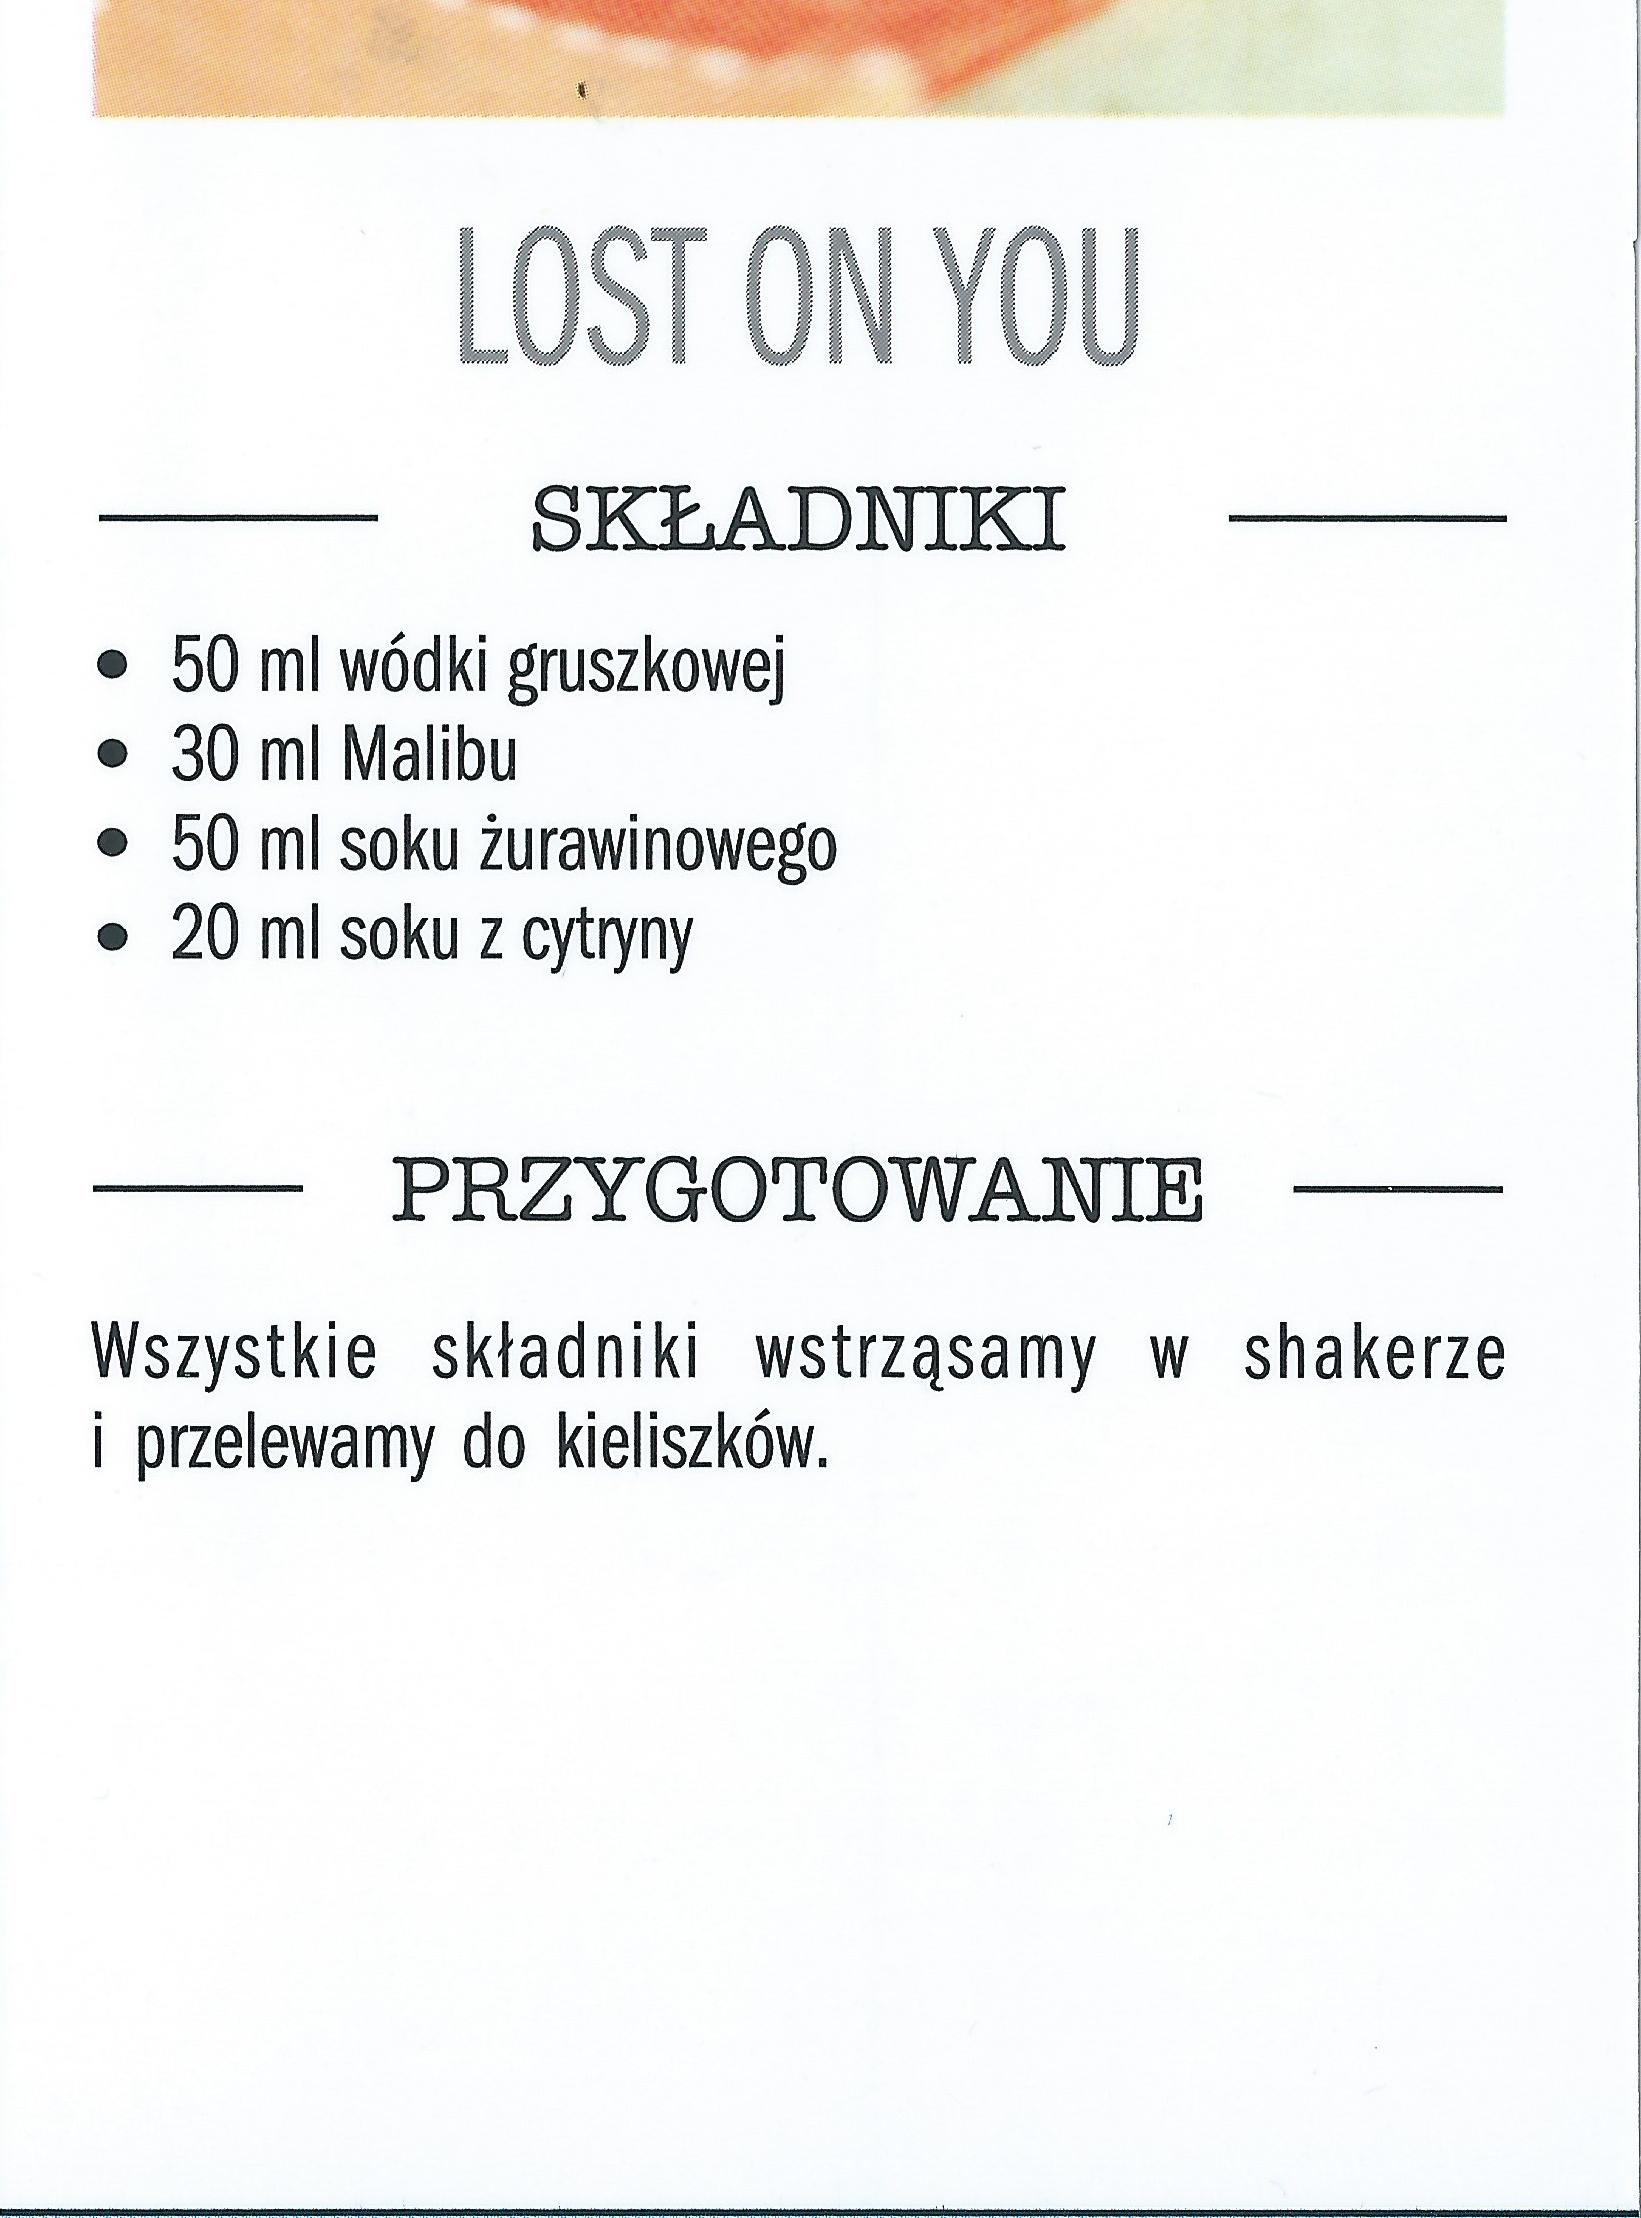 LOST ON YOU
SKŁADNIKI
• 50 ml wódki gruszkowej
• 30 ml Malibu
• 50 ml soku żurawinowego
• 20 ml soku z cytryny
PRZYGOTOWANIE
Wszystkie składniki wstrząsamy w shakerze
i przelewamy do kieliszków.